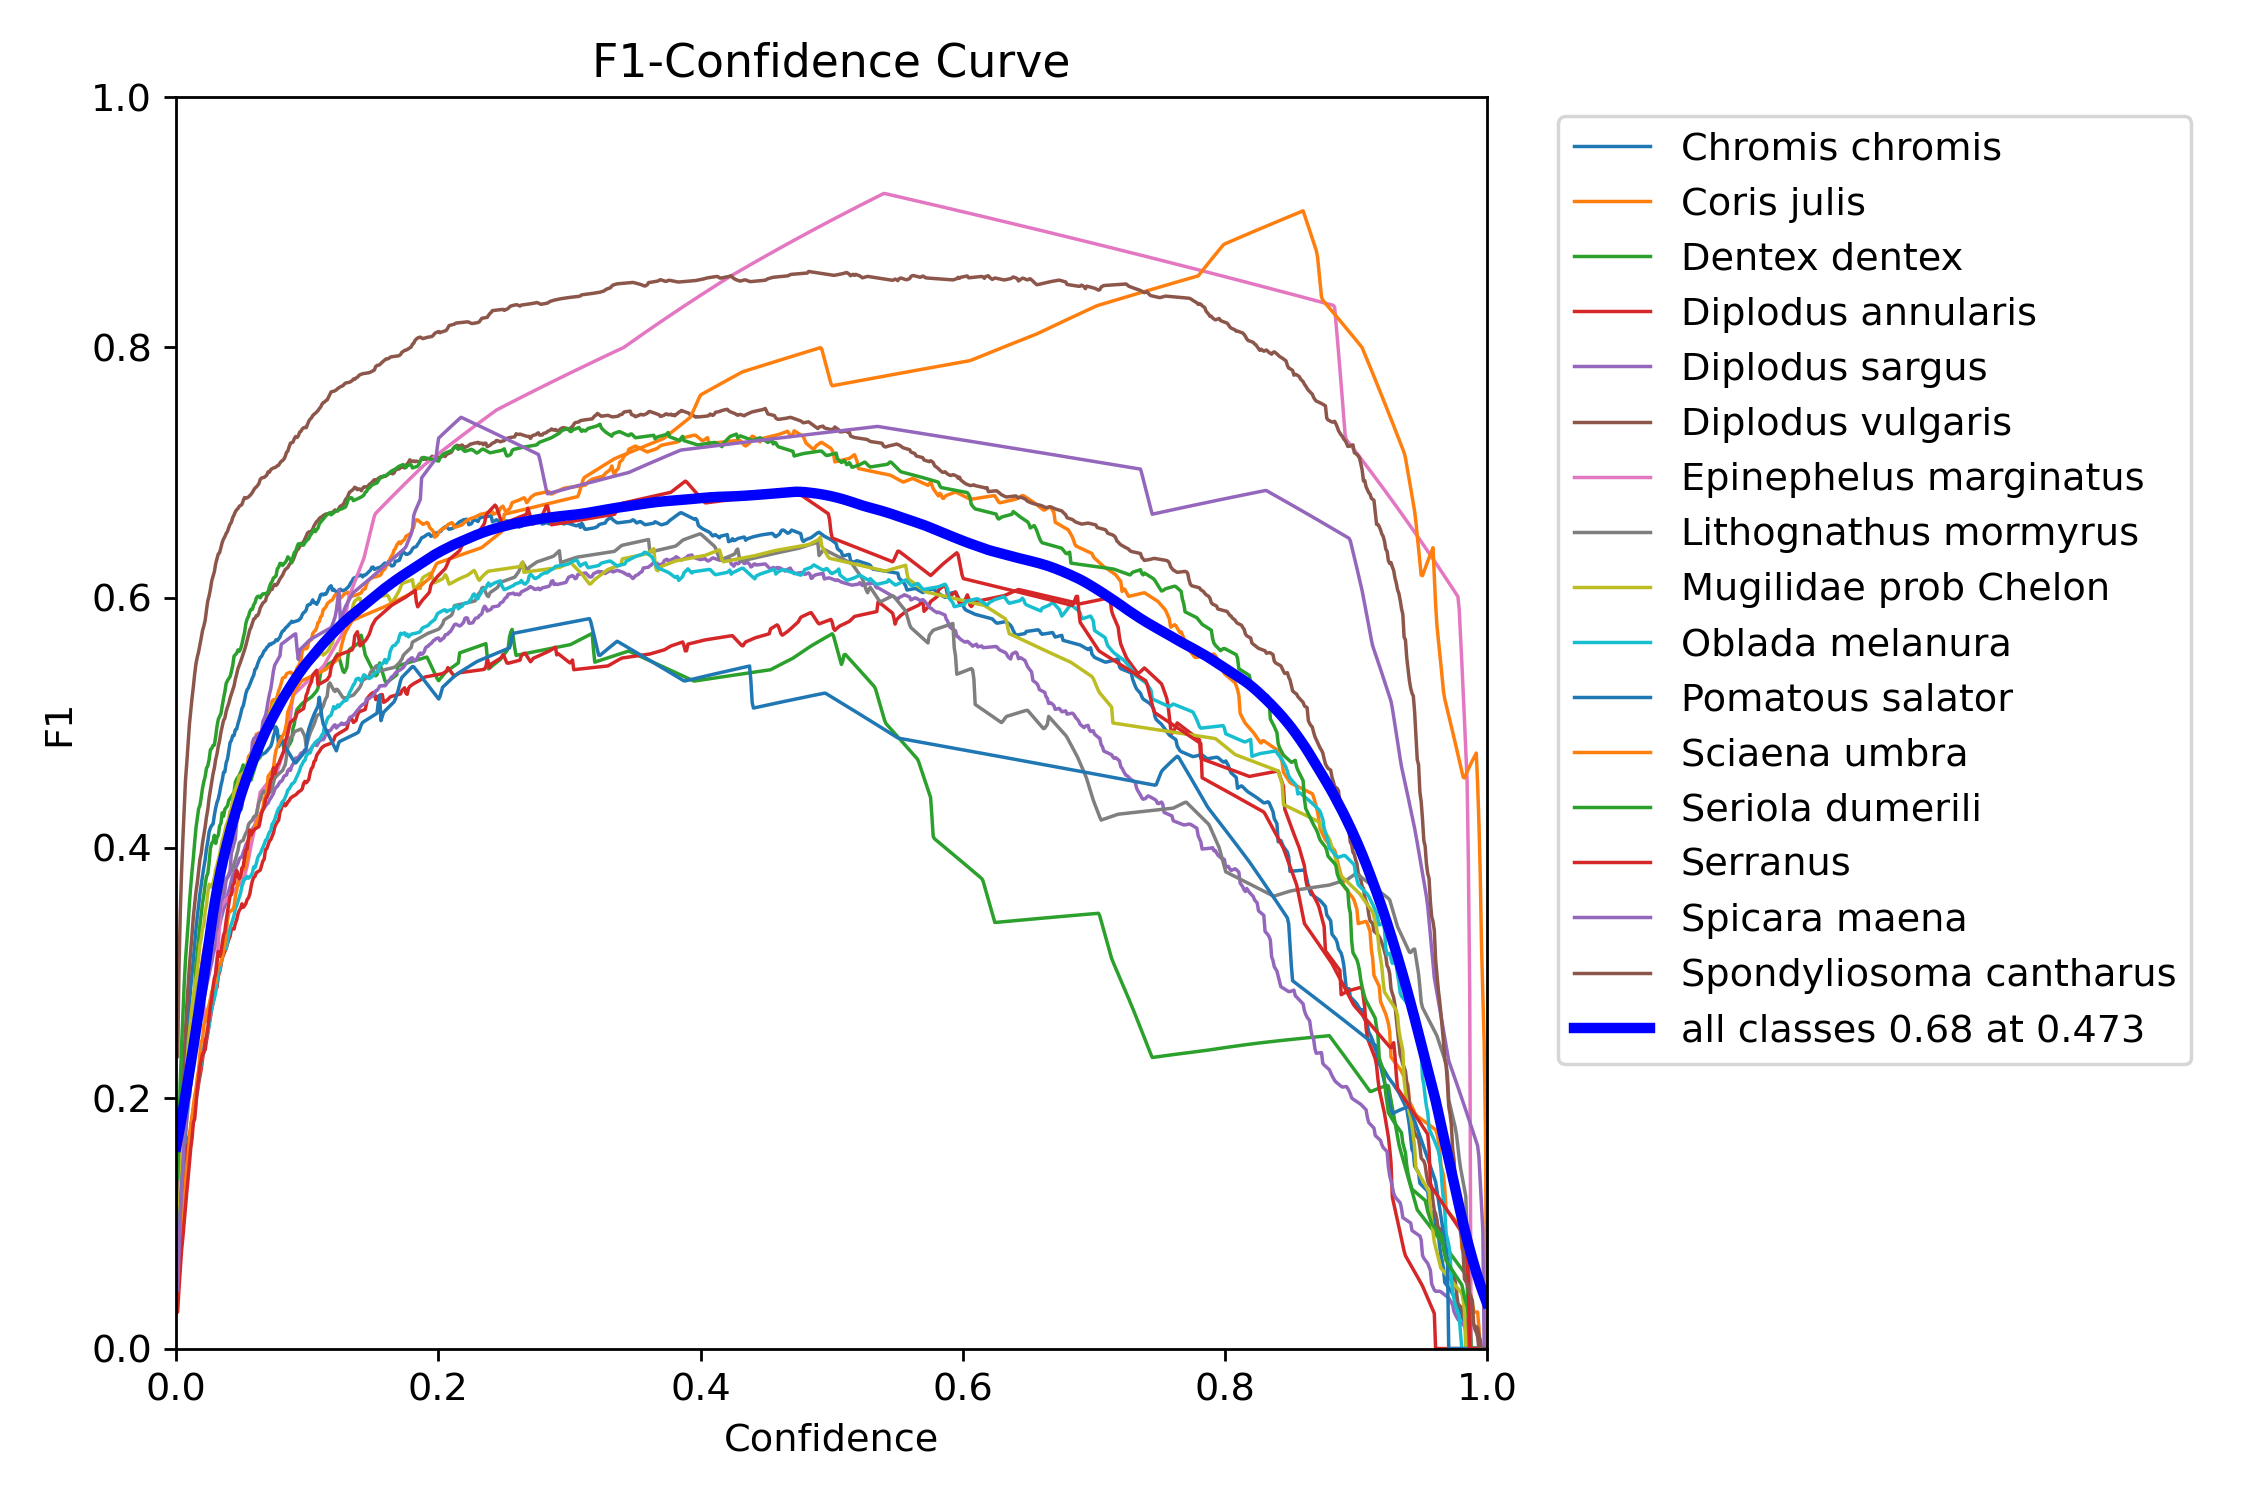 F1-Confidence Curve
1.0
0.8
0.6
0.4
0.2
0.0
F1
0.0 0.2 0.4 0.6 0.8 1.0
Confidence
Chromis chromis
Coris julis
Dentex dentex
Diplodus annularis
Diplodus sargus
Diplodus vulgaris
Epinephelus marginatus
Lithognathus mormyrus
Mugilidae prob Chelon
Oblada melanura
Pomatous salator
Sciaena umbra
Seriola dumerili
Serranus
Spicara maena
Spondyliosoma cantharus
all classes 0.68 at 0.473